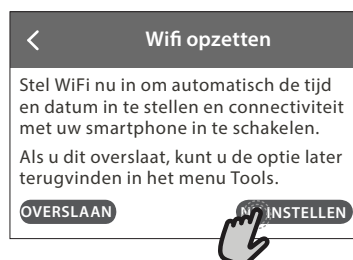 Wifi opzetten
Stel WiFi nu in om automatisch de tijd
en datum in te stellen en connectiviteit
met uw smartphone in te schakelen.
Als u dit overslaat, kunt u de optie later
terugvinden in het menu Tools.
OVERSLAAN
INSTELLEN